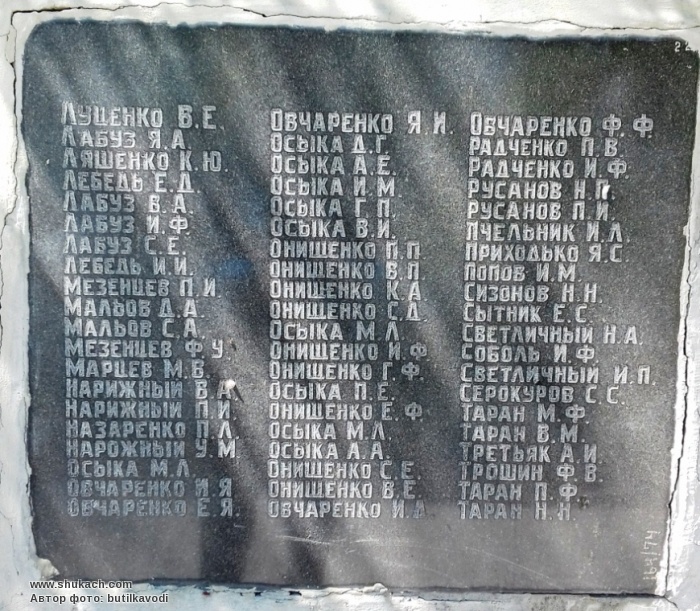 ЛУЦЕНКО В.Е.
ЛАБУЗ Я.А.
ЛЯШЕНКО К.Ю.
ЛЕБЕДЬ Е.Д.
ЛАБУЗ В.А.
ЛАБУЗ И.Ф.
ЛАБУЗ С.Е.
ЛЕБЕДЬ И.И.
МЕЗЕНЦЕВ П.И.
МАЛЬОВ Д.А.
МАЛЬОВ С.А.
МЕЗЕНЦЕВ Ф.У.
МАРЦЕВ М.В.
НАРИЖНЫЙ В.А.
НАРИЖНЫЙ П.И.
НАЗАРЕНКО П.Л.
НАРОЖНЫЙ У.М.
ОСЫКА М.Л.
ОВЧАРЕНКО И.Я
ОВЧАРЕНКО Е.Я.
ОВЧАРЕНКО Я.И.
ОСЫКА Д.Г.
ОСЫКА А.Е.
ОСЫКА И.М
ОСЫКА Г.П.
ОСЫКА В.И.
ОНИЩЕНКО П.П
ОНИЩЕНКО В.П
ОНИЩЕНКО К.А
ОНИЩЕНКО С.Д.
ОСЫКА М.Л.
ОНИЩЕНКО И.Ф
ОНИЩЕНКО Г.Ф.
ОСЫКА П.Е.
ОНИЩЕНКО Е.Ф
ОСЫКА М.Л.
ОСЫКА А.А.
ОНИЩЕНКО С.Е.
ОНИЩЕНКО В.Е.
ОВЧАРЕНКО
ОВЧАРЕНКО Ф.Ф.
РАДЧЕНКО П.В
РАДЧЕНКО И.Ф.
РУСАНОВ Н.П.
РУСАНОВ П.И.
ПЧЕЛЬНИК И.Л.
ПРИХОДЬКО Я.С.
ПОПОВ И.М.
СИЗОНОВ Н.Н.
СЫТНИК Е.С.
СВЕТЛИЧНЫЙ Н.А.
СОБОЛЬ И.Ф.
СВЕТЛИЧНЫЙ И.П.
СЕРОКУРОВ С.С.
ТАРАН М.Ф.
ТАРАН В.М.
ТРЕТЬЯК А.И.
ТРОШИН Ф.В.
ТАРАН П.Ф.
ТАРАН Н.Н.
www.shukach.com
Автор фото: butilkavodi